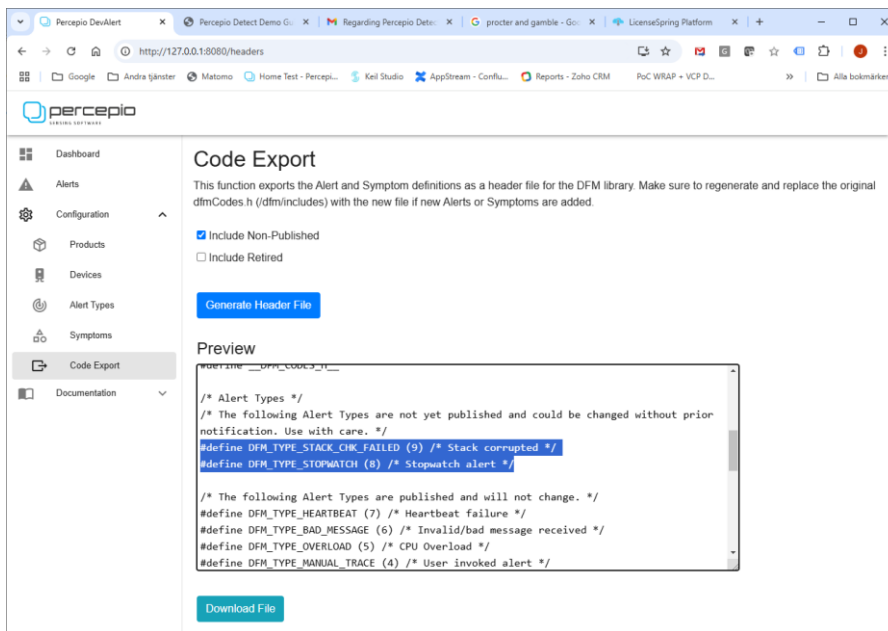 Percepio DevAlert
Percepio Detect Demo Gu
Regarding Percepio Detec
procter and gamble - Goo
LicenseSpring Platform
http://127.0.0.1:8080/headers
Google
Andra tjänster
Matomo
Home Test - Percepi...
Keil Studio
AppStream - Conflu...
Reports - Zoho CRM
PoC WRAP + VCP D...
Alla bokmärken
percepio
SENSING SOFTWARE
Dashboard
Alerts
Configuration
Products
Devices
Alert Types
Symptoms
Code Export
Documentation
Code Export
This function exports the Alert and Symptom definitions as a header file for the DFM library. Make sure to regenerate and replace the original
dfmCodes.h (/dfm/includes) with the new file if new Alerts or Symptoms are added.
Include Non-Published
Include Retired
Generate Header File
Preview
#define __DFM_CODES_H__
/* Alert Types */
/* The following Alert Types are not yet published and could be changed without prior
notification. Use with care. */
#define DFM_TYPE_STACK_CHK_FAILED (9) /* Stack corrupted */
#define DFM_TYPE_STOPWATCH (8) /* Stopwatch alert */
/* The following Alert Types are published and will not change. */
#define DFM_TYPE_HEARTBEAT (7) /* Heartbeat failure */
#define DFM_TYPE_BAD_MESSAGE (6) /* Invalid/bad message received */
#define DFM_TYPE_OVERLOAD (5) /* CPU Overload */
#define DFM_TYPE_MANUAL_TRACE (4) /* User invoked alert */
Download File